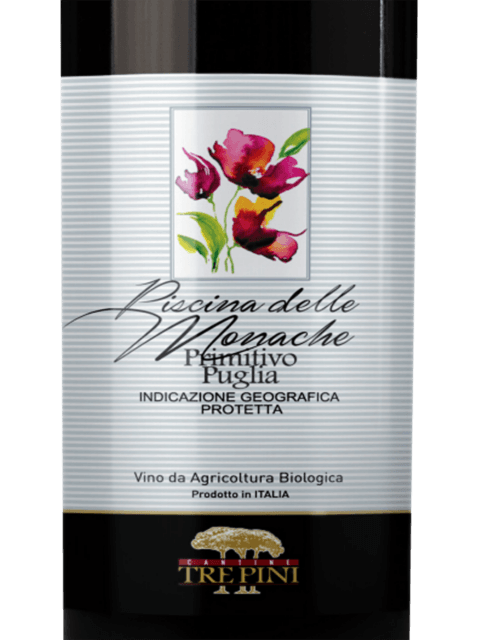 Piscina delle
Monache
Primitivo
Puglia
INDICAZIONE GEOGRAFICA
PROTETTA
Vino da Agricoltura Biologica
Prodotto in ITALIA
CANTINE
TRE PINI